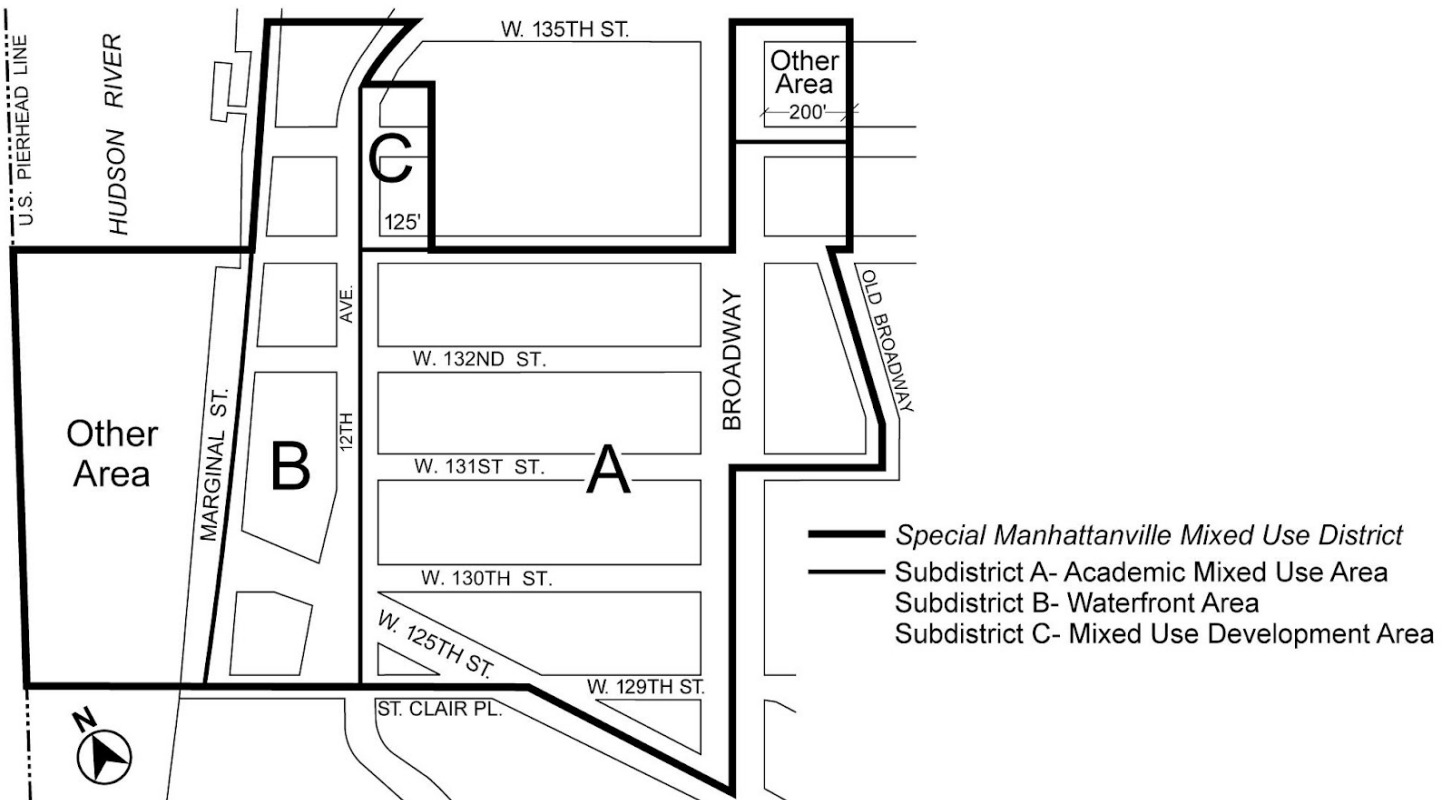 U.S. PIERHEAD LINE
HUDSON RIVER
W. 135TH ST.
Other
Area
200'
C
125'
OLD BROADWAY
AVE.
BROADWAY
W. 132ND ST.
MARGINAL ST.
12TH
Other
Area
B
W. 131ST ST.
A
Special Manhattanville Mixed Use District
Subdistrict A- Academic Mixed Use Area
Subdistrict B- Waterfront Area
Subdistrict C- Mixed Use Development Area
W. 130TH ST.
W. 125TH ST.
W. 129TH ST.
ST. CLAIR PL.
N